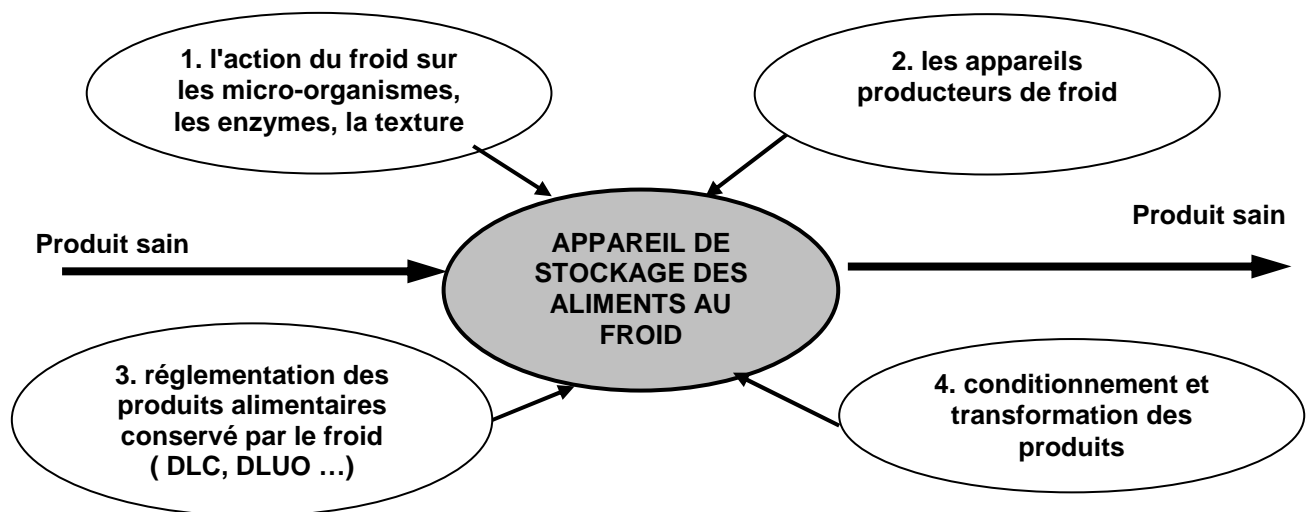 1. l'action du froid sur
les micro-organismes,
les enzymes, la texture
2. les appareils
producteurs de froid
Produit sain
APPAREIL DE
STOCKAGE DES
ALIMENTS AU
FROID
Produit sain
3. réglementation des
produits alimentaires
conservé par le froid
( DLC, DLUO …)
4. conditionnement et
transformation des
produits